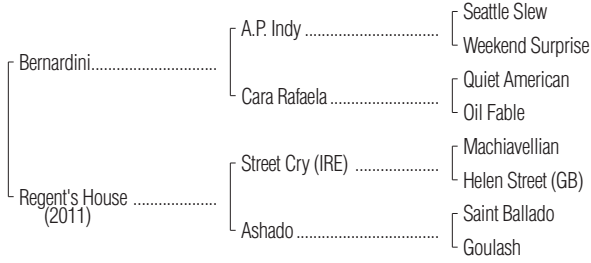 Seattle Slew
A.P. Indy
Weekend Surprise
Bernardini
Quiet American
Cara Rafaela
Oil Fable
Machiavellian
Street Cry (IRE)
Helen Street (GB)
Regent's House
(2011)
Saint Ballado
Ashado
Goulash